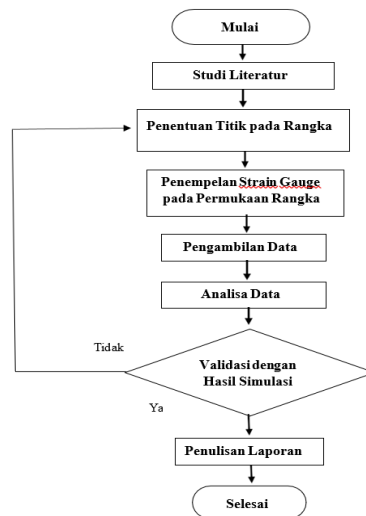 Mulai
Studi Literatur
Penentuan Titik pada Rangka
Penempelan Strain Gauge
pada Permukaan Rangka
Pengambilan Data
Analisa Data
Tidak
Validasi dengan
Hasil Simulasi
Ya
Penulisan Laporan
Selesai